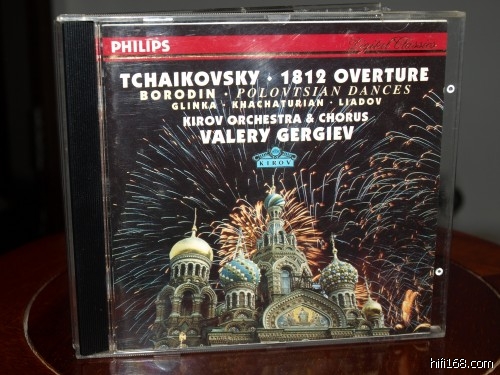 PHILIPS
Digital Classics
TCHAIKOVSKY · 1812 OVERTURE
BORODIN · POLOVTSIAN DANCES
GLINKA · KHACHATURIAN · LIADOV
KIROV ORCHESTRA & CHORUS
VALERY GERGIEV
KIROV
hifi168.com